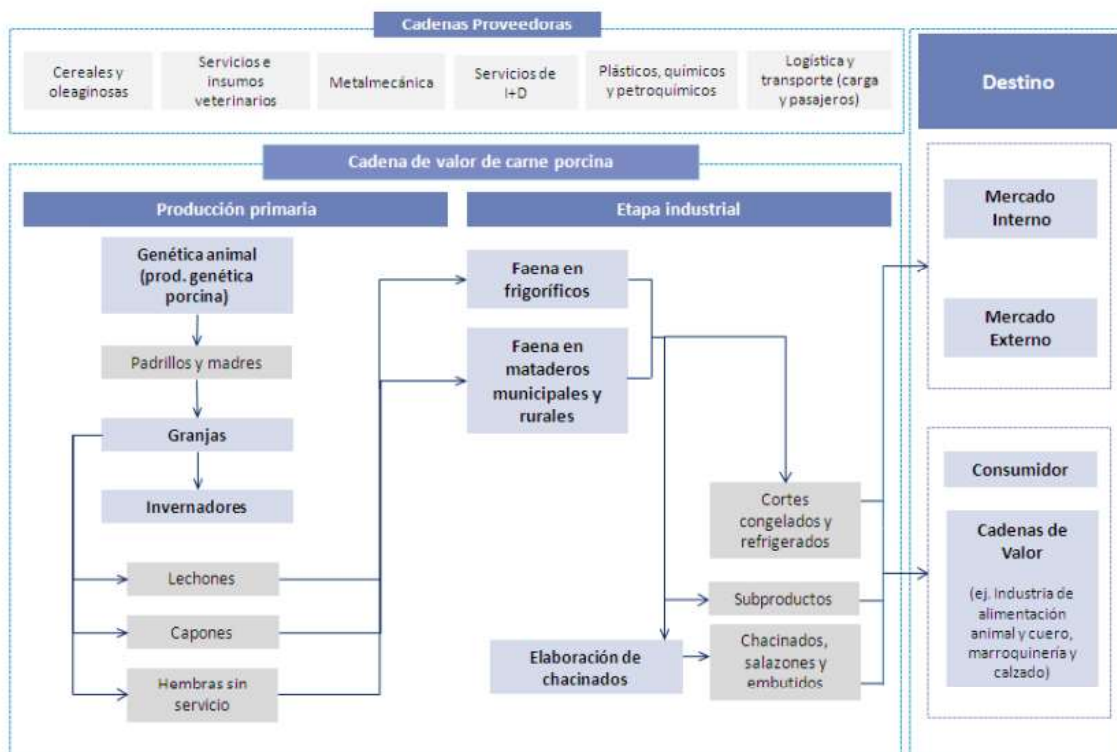 Cadenas Proveedoras
Cereales y
oleaginosas
Servicios e
insumos
veterinarios
Metalmecánica
Servicios de
I+D
Plásticos, químicos
y petroquímicos
Logística y
transporte (carga
y pasajeros)
Destino
Cadena de valor de carne porcina
Producción primaria
Etapa industrial
Genética animal
(prod. genética
porcina)
Padrillos y madres
Granjas
Invernadores
Lechones
Capones
Hembras sin
servicio
Faena en
frigoríficos
Faena en
mataderos
municipales y
rurales
Cortes
congelados y
refrigerados
Subproductos
Elaboración de
chacinados
Chacinados,
salazones y
embutidos
Mercado
Interno
Mercado
Externo
Consumidor
Cadenas de
Valor
(ej. Industria de
alimentación
animal y cuero,
marroquinería y
calzado)